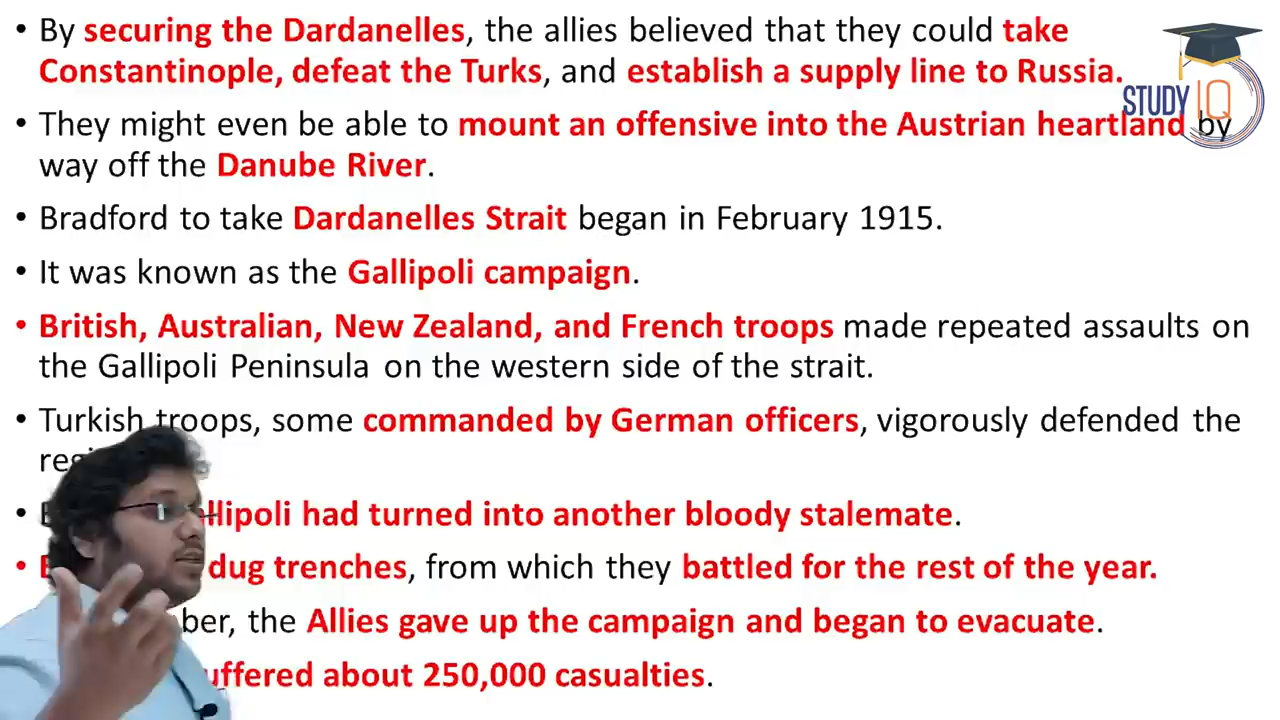 • By securing the Dardanelles, the allies believed that they could take
Constantinople, defeat the Turks, and establish a supply line to Russia.
• They might even be able to mount an offensive into the Austrian heartland by
way off the Danube River.
• Bradford to take Dardanelles Strait began in February 1915.
• It was known as the Gallipoli campaign.
• British, Australian, New Zealand, and French troops made repeated assaults on
the Gallipoli Peninsula on the western side of the strait.
• Turkish troops, some commanded by German officers, vigorously defended the
• Gallipoli had turned into another bloody stalemate.
• dug trenches, from which they battled for the rest of the year.
the Allies gave up the campaign and began to evacuate.
about 250,000 casualties.
STUDY IQ